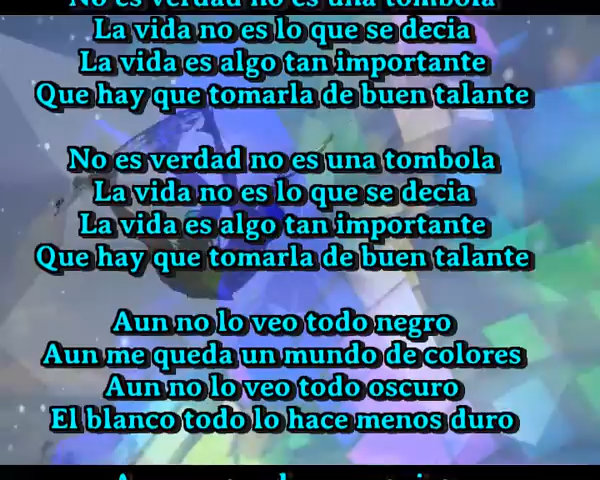 No es verdad no es una tombola
La vida no es lo que se decia
La vida es algo tan importante
Que hay que tomarla de buen talante
No es verdad no es una tombola
La vida no es lo que se decia
La vida es algo tan importante
Que hay que tomarla de buen talante
Aun no lo veo todo negro
Aun me queda un mundo de colores
Aun no lo veo todo oscuro
El blanco todo lo hace menos duro